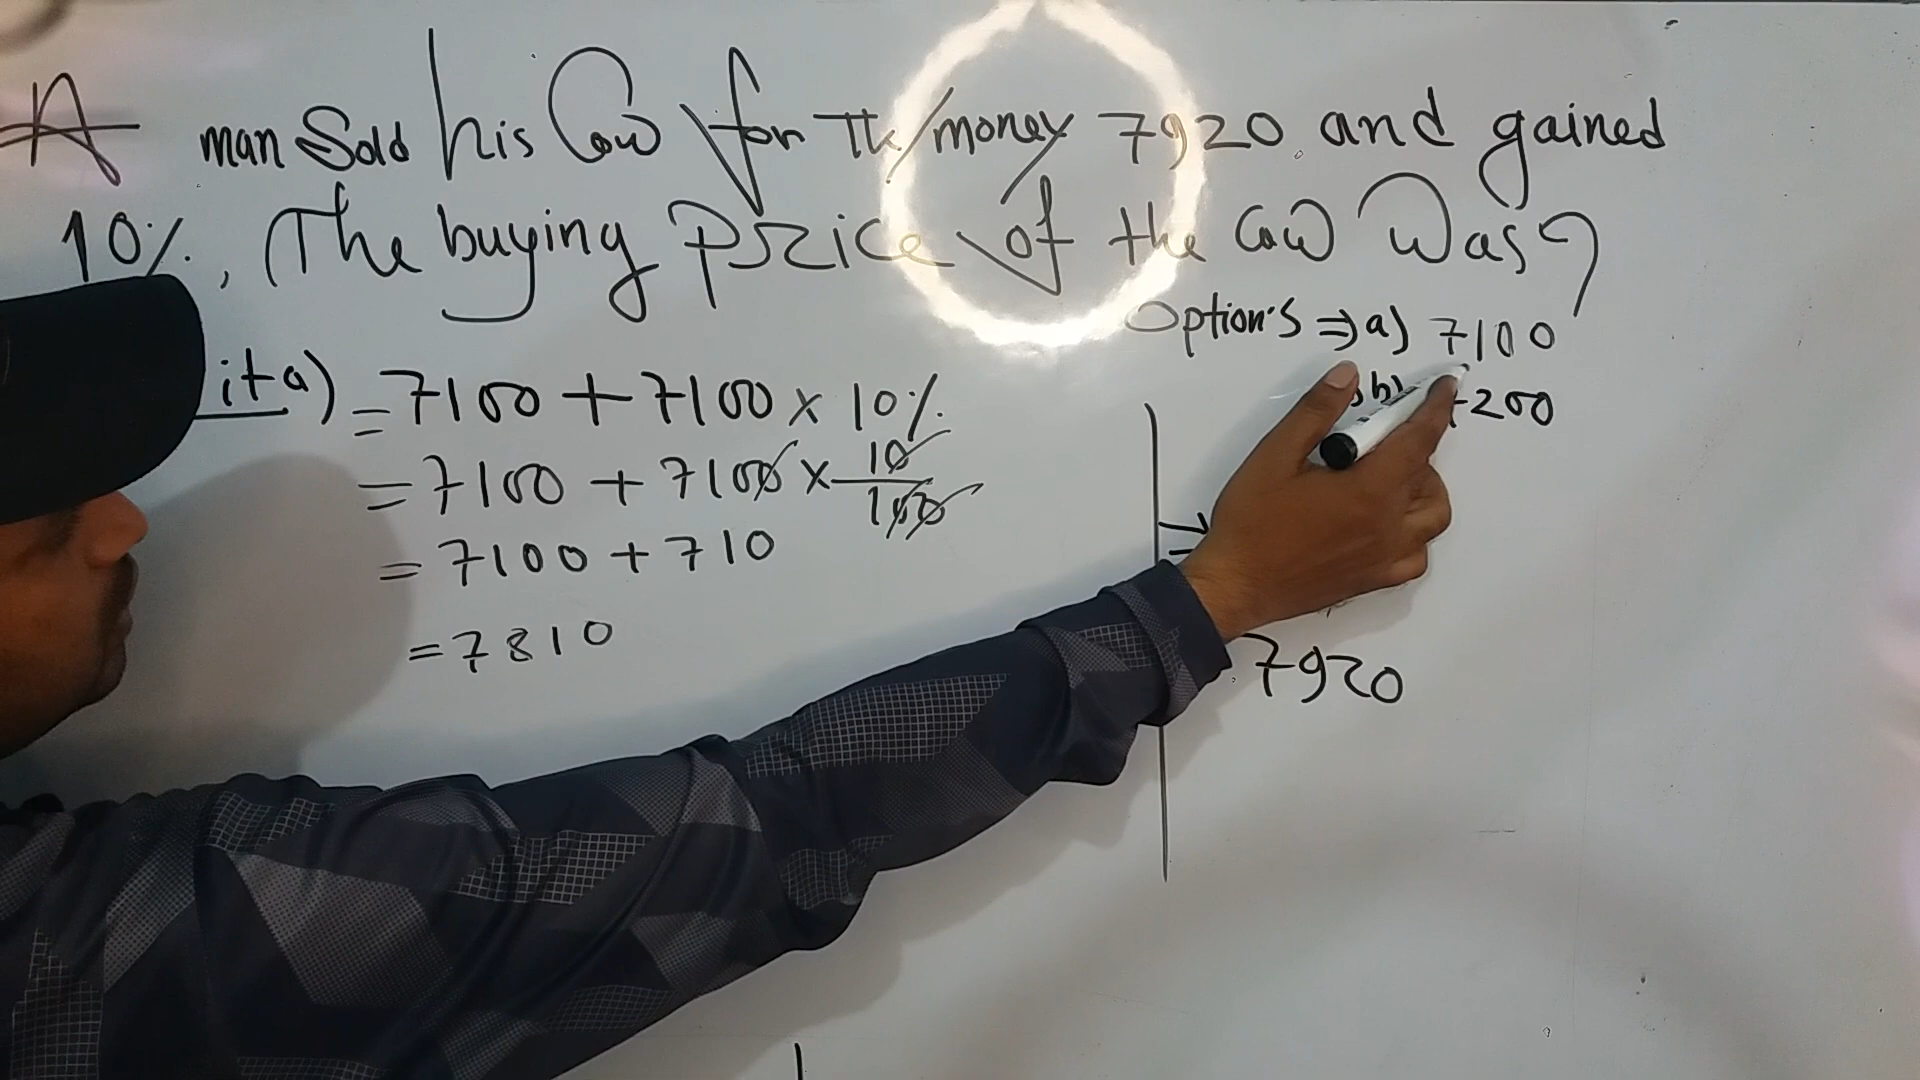 A man Sold his Cow for Tk/money 7920 and gained
10%, The buying price of the Cow Was?
Option's ⇒ a) 7100
b) 7200
it a) = 7100 + 7100 × 10%
= 7100 + 7100 × 10/100
= 7100 + 710
= 7810
7920